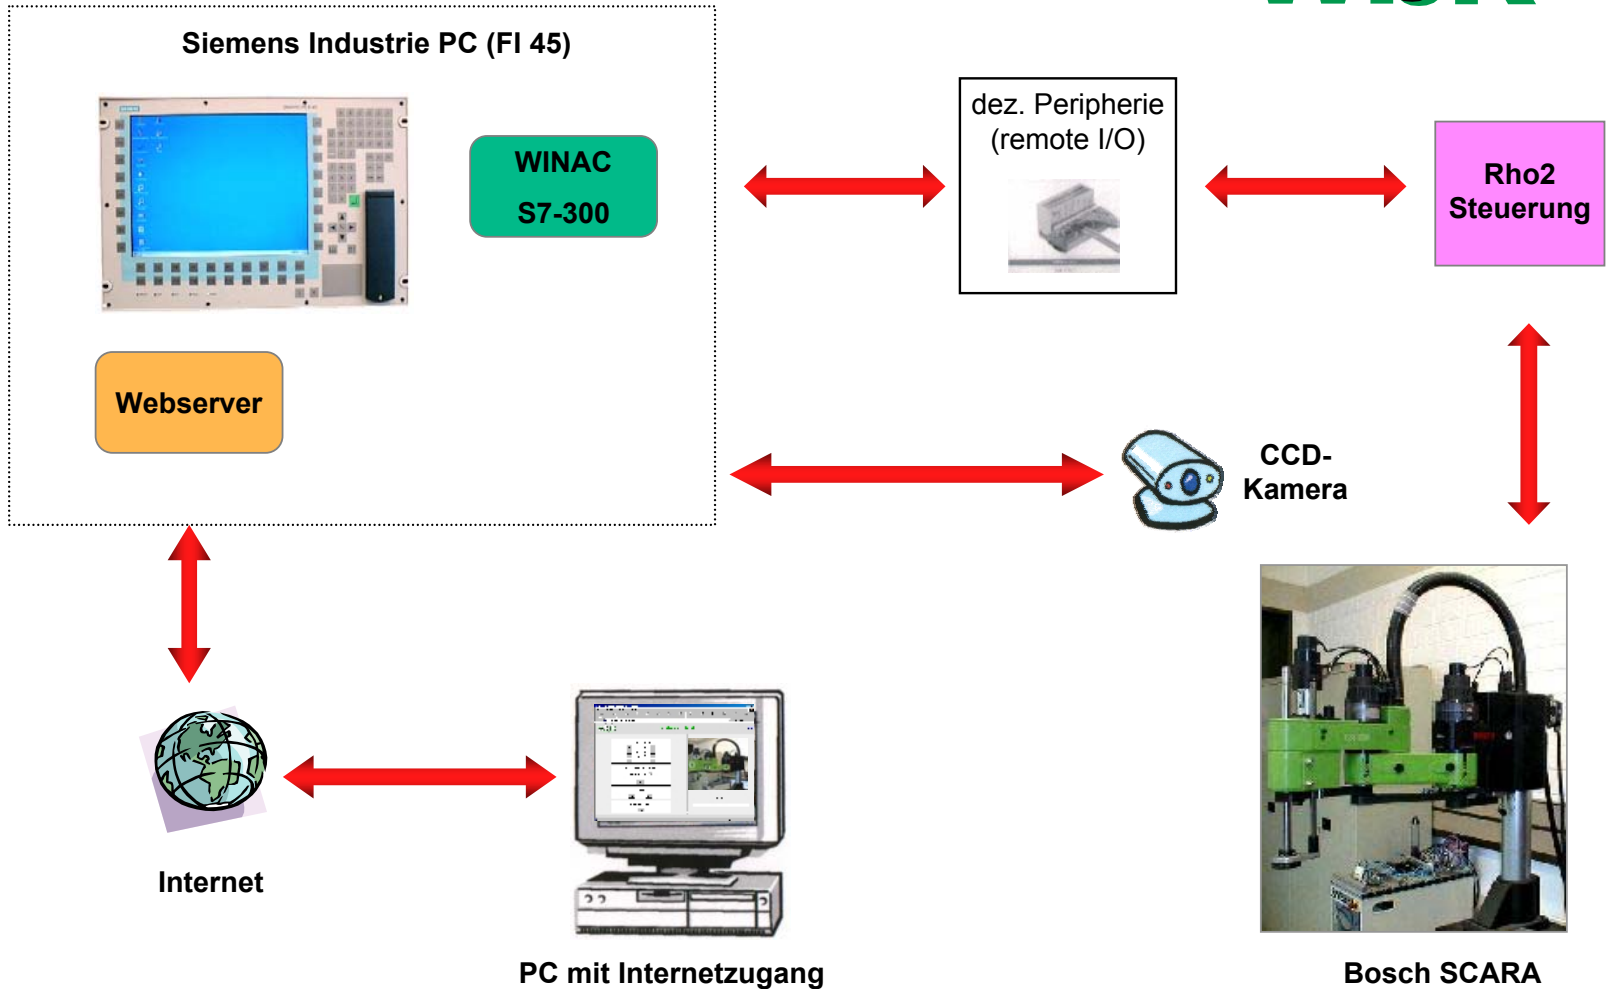 Siemens Industrie PC (FI 45)
WINAC
S7-300
dez. Peripherie
(remote I/O)
Rho2
Steuerung
Webserver
CCD-
Kamera
Internet
PC mit Internetzugang
Bosch SCARA